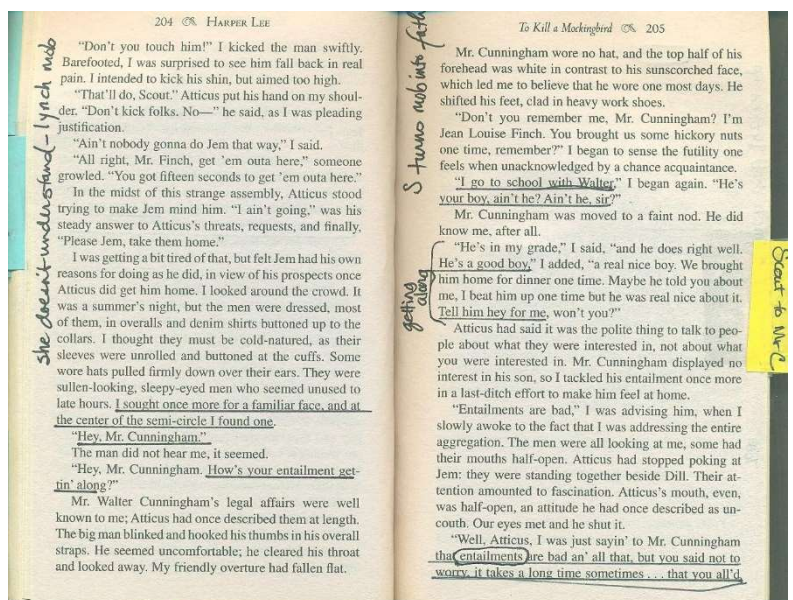 204 HARPER LEE
she doesn't understand - lynch mob
"Don't you touch him!" I kicked the man swiftly.
Barefooted, I was surprised to see him fall back in real
pain. I intended to kick his shin, but aimed too high.
"That'll do, Scout." Atticus put his hand on my shoul-
der. "Don't kick folks. No—" he said, as I was pleading
justification.
"Ain't nobody gonna do Jem that way," I said.
"All right, Mr. Finch, get 'em outa here," someone
growled. "You got fifteen seconds to get 'em outa here."
In the midst of this strange assembly, Atticus stood
trying to make Jem mind him. "I ain't going," was his
steady answer to Atticus's threats, requests, and finally,
"Please Jem, take them home."
I was getting a bit tired of that, but felt Jem had his own
reasons for doing as he did, in view of his prospects once
Atticus did get him home. I looked around the crowd. It
was a summer's night, but the men were dressed, most
of them, in overalls and denim shirts buttoned up to the
collars. I thought they must be cold-natured, as their
sleeves were unrolled and buttoned at the cuffs. Some
wore hats pulled firmly down over their ears. They were
sullen-looking, sleepy-eyed men who seemed unused to
late hours. I sought once more for a familiar face, and at
the center of the semi-circle I found one.
"Hey, Mr. Cunningham."
The man did not hear me, it seemed.
"Hey, Mr. Cunningham. How's your entailment get-
tin' along?"
Mr. Walter Cunningham's legal affairs were well
known to me; Atticus had once described them at length.
The big man blinked and hooked his thumbs in his overall
straps. He seemed uncomfortable; he cleared his throat
and looked away. My friendly overture had fallen flat.
To Kill a Mockingbird 205
S turns mob into fath
Mr. Cunningham wore no hat, and the top half of his
forehead was white in contrast to his sunscorched face,
which led me to believe that he wore one most days. He
shifted his feet, clad in heavy work shoes.
"Don't you remember me, Mr. Cunningham? I'm
Jean Louise Finch. You brought us some hickory nuts
one time, remember?" I began to sense the futility one
feels when unacknowledged by a chance acquaintance.
"I go to school with Walter," I began again. "He's
your boy, ain't he? Ain't he, sir?"
Mr. Cunningham was moved to a faint nod. He did
know me, after all.
getting
along
"He's in my grade," I said, "and he does right well.
He's a good boy," I added, "a real nice boy. We brought
him home for dinner one time. Maybe he told you about
me, I beat him up one time but he was real nice about it.
Tell him hey for me, won't you?"
Scout to Mr C
Atticus had said it was the polite thing to talk to peo-
ple about what they were interested in, not about what
you were interested in. Mr. Cunningham displayed no
interest in his son, so I tackled his entailment once more
in a last-ditch effort to make him feel at home.
"Entailments are bad," I was advising him, when I
slowly awoke to the fact that I was addressing the entire
aggregation. The men were all looking at me, some had
their mouths half-open. Atticus had stopped poking at
Jem: they were standing together beside Dill. Their at-
tention amounted to fascination. Atticus's mouth, even,
was half-open, an attitude he had once described as un-
couth. Our eyes met and he shut it.
"Well, Atticus, I was just sayin' to Mr. Cunningham
that entailments are bad an' all that, but you said not to
worry, it takes a long time sometimes . . . that you all'd